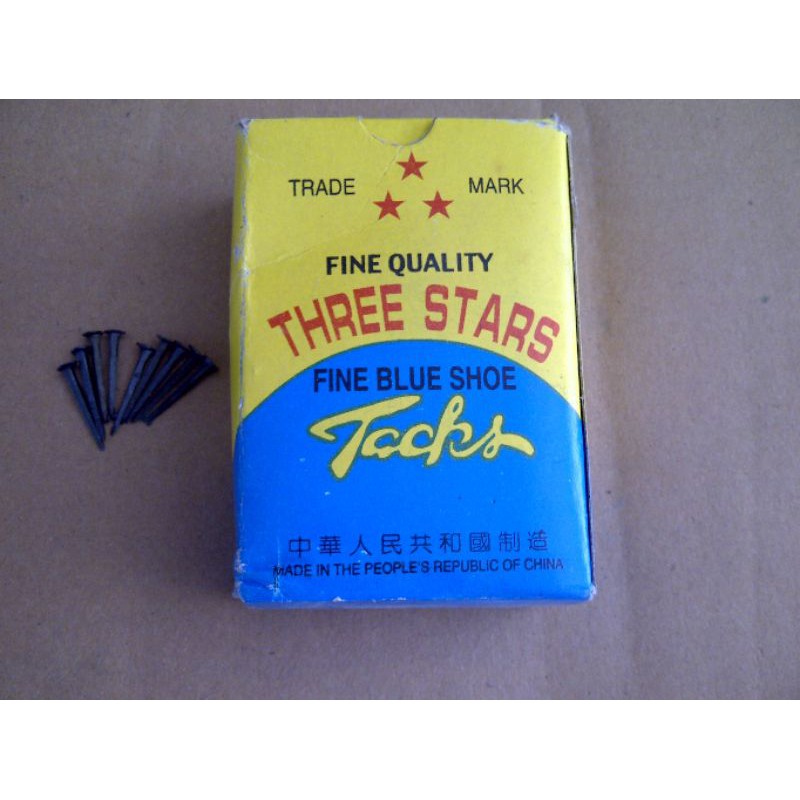 TRADE MARK
FINE QUALITY
THREE STARS
FINE BLUE SHOE
Tacks
中華人民共和國制造
MADE IN THE PEOPLE'S REPUBLIC OF CHINA